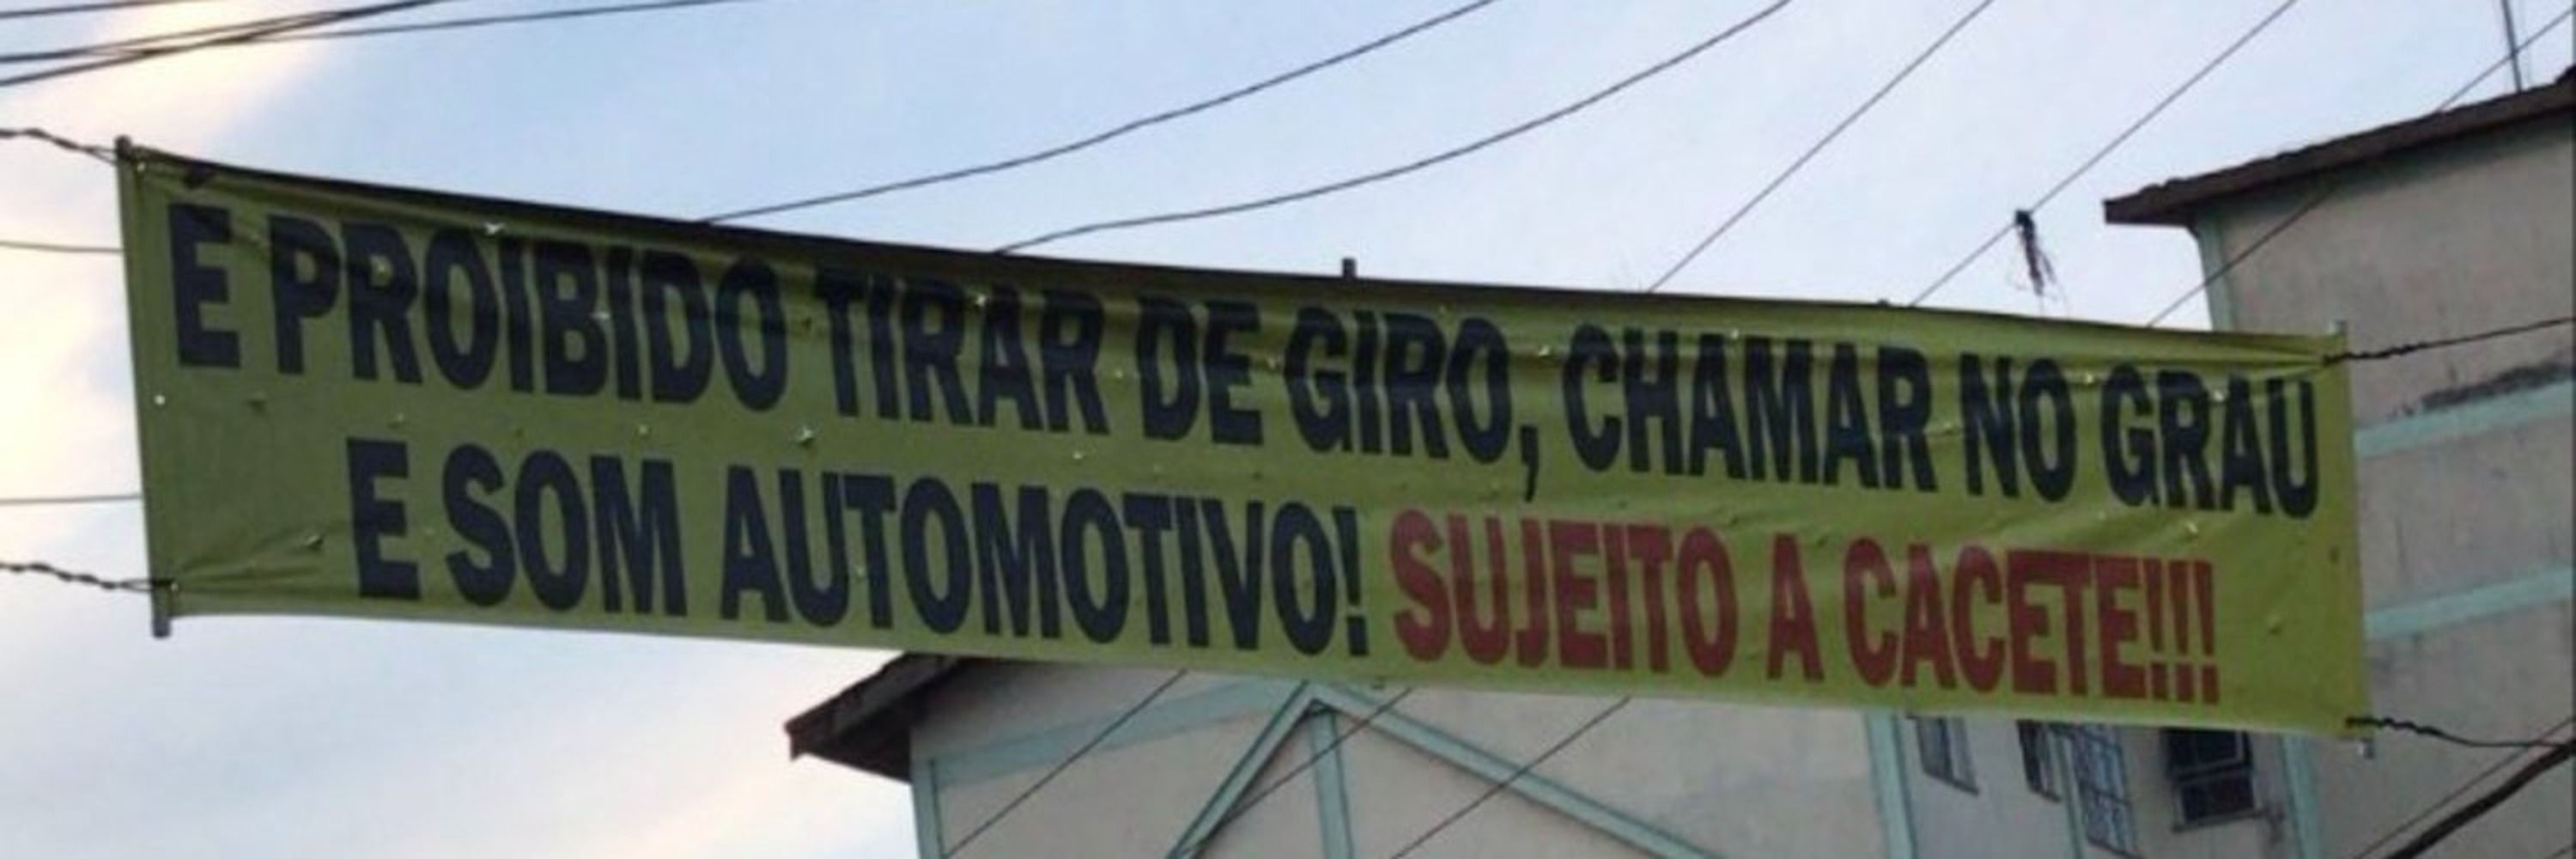 E PROIBIDO TIRAR DE GIRO, CHAMAR NO GRAU
E SOM AUTOMOTIVO! SUJEITO A CACETE!!!